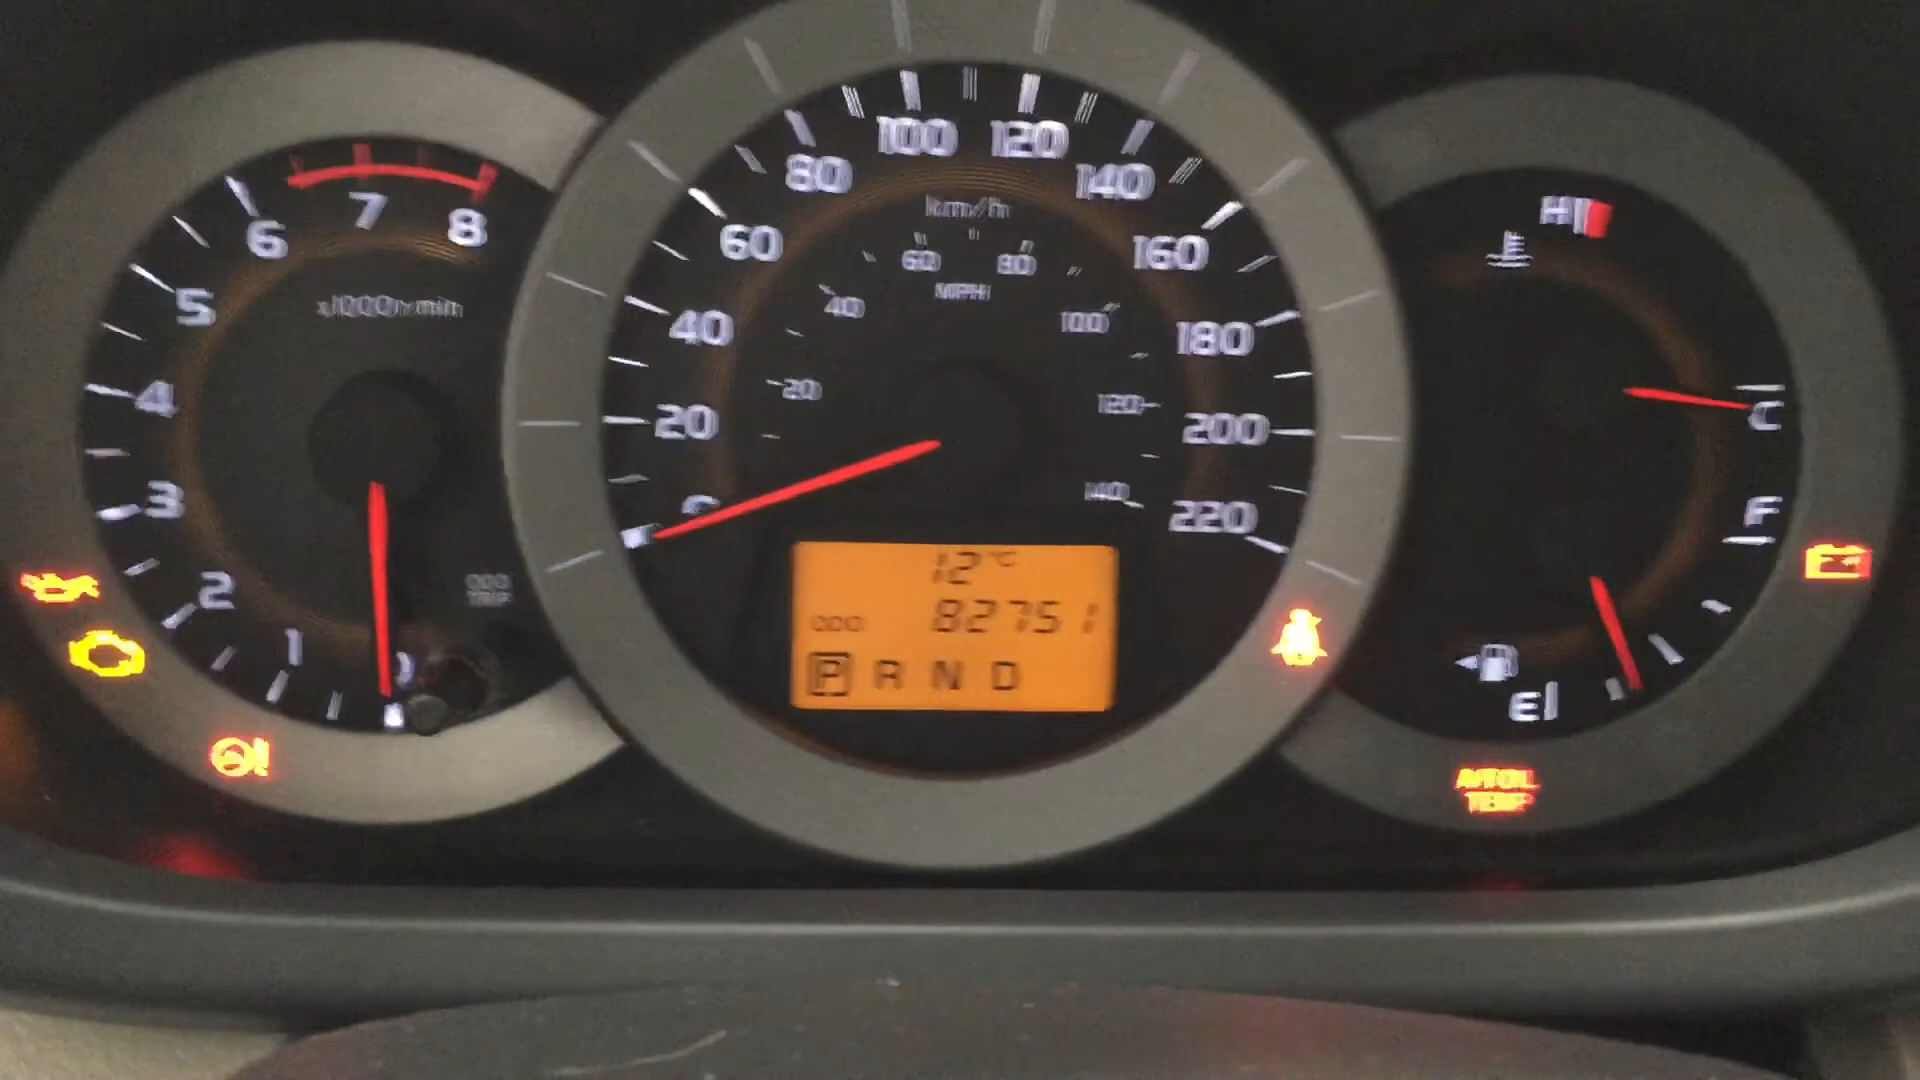 6 7 8
5
x1000r/min
4
3
2
1
ODO
TRIP
100 120
80 140
km/h
60 160
60 80
MPH
40 100
40 180
20 120
20 200
140
220
12°C
ODO 82751
P R N D
H
C
F
E
A/T OIL
TEMP